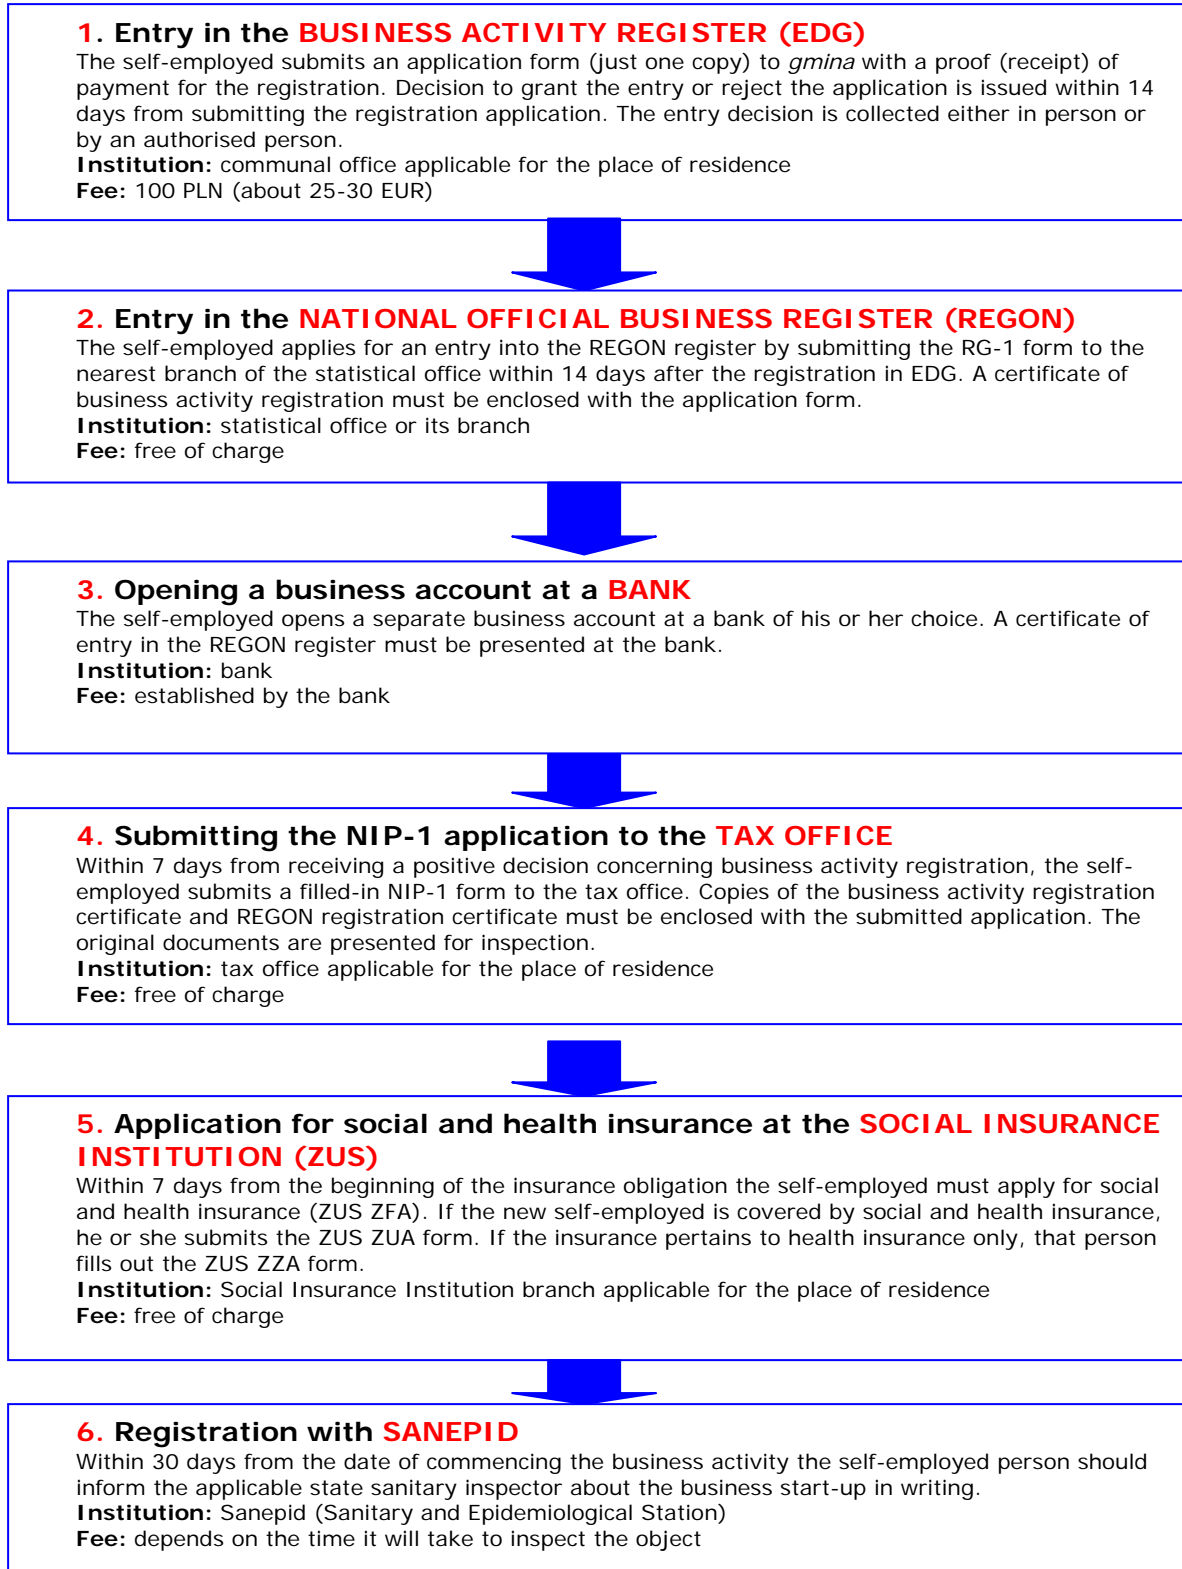 1. Entry in the BUSINESS ACTIVITY REGISTER (EDG)
The self-employed submits an application form (just one copy) to gmina with a proof (receipt) of
payment for the registration. Decision to grant the entry or reject the application is issued within 14
days from submitting the registration application. The entry decision is collected either in person or
by an authorised person.
Institution: communal office applicable for the place of residence
Fee: 100 PLN (about 25-30 EUR)
2. Entry in the NATIONAL OFFICIAL BUSINESS REGISTER (REGON)
The self-employed applies for an entry into the REGON register by submitting the RG-1 form to the
nearest branch of the statistical office within 14 days after the registration in EDG. A certificate of
business activity registration must be enclosed with the application form.
Institution: statistical office or its branch
Fee: free of charge
3. Opening a business account at a BANK
The self-employed opens a separate business account at a bank of his or her choice. A certificate of
entry in the REGON register must be presented at the bank.
Institution: bank
Fee: established by the bank
4. Submitting the NIP-1 application to the TAX OFFICE
Within 7 days from receiving a positive decision concerning business activity registration, the self-
employed submits a filled-in NIP-1 form to the tax office. Copies of the business activity registration
certificate and REGON registration certificate must be enclosed with the submitted application. The
original documents are presented for inspection.
Institution: tax office applicable for the place of residence
Fee: free of charge
5. Application for social and health insurance at the SOCIAL INSURANCE
INSTITUTION (ZUS)
Within 7 days from the beginning of the insurance obligation the self-employed must apply for social
and health insurance (ZUS ZFA). If the new self-employed is covered by social and health insurance,
he or she submits the ZUS ZUA form. If the insurance pertains to health insurance only, that person
fills out the ZUS ZZA form.
Institution: Social Insurance Institution branch applicable for the place of residence
Fee: free of charge
6. Registration with SANEPID
Within 30 days from the date of commencing the business activity the self-employed person should
inform the applicable state sanitary inspector about the business start-up in writing.
Institution: Sanepid (Sanitary and Epidemiological Station)
Fee: depends on the time it will take to inspect the object